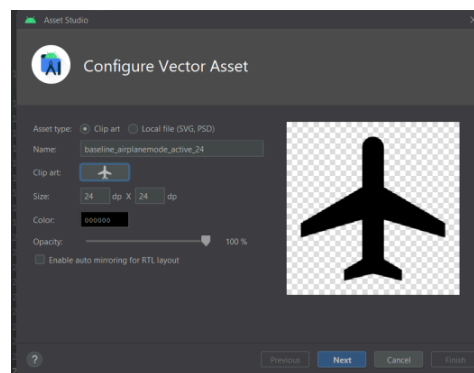 Asset Studio
Configure Vector Asset
Asset type: Clip art Local file (SVG, PSD)
Name: baseline_airplanemode_active_24
Clip art:
Size: 24 dp X 24 dp
Color: 000000
Opacity: 100 %
Enable auto mirroring for RTL layout
? Previous Next Cancel Finish